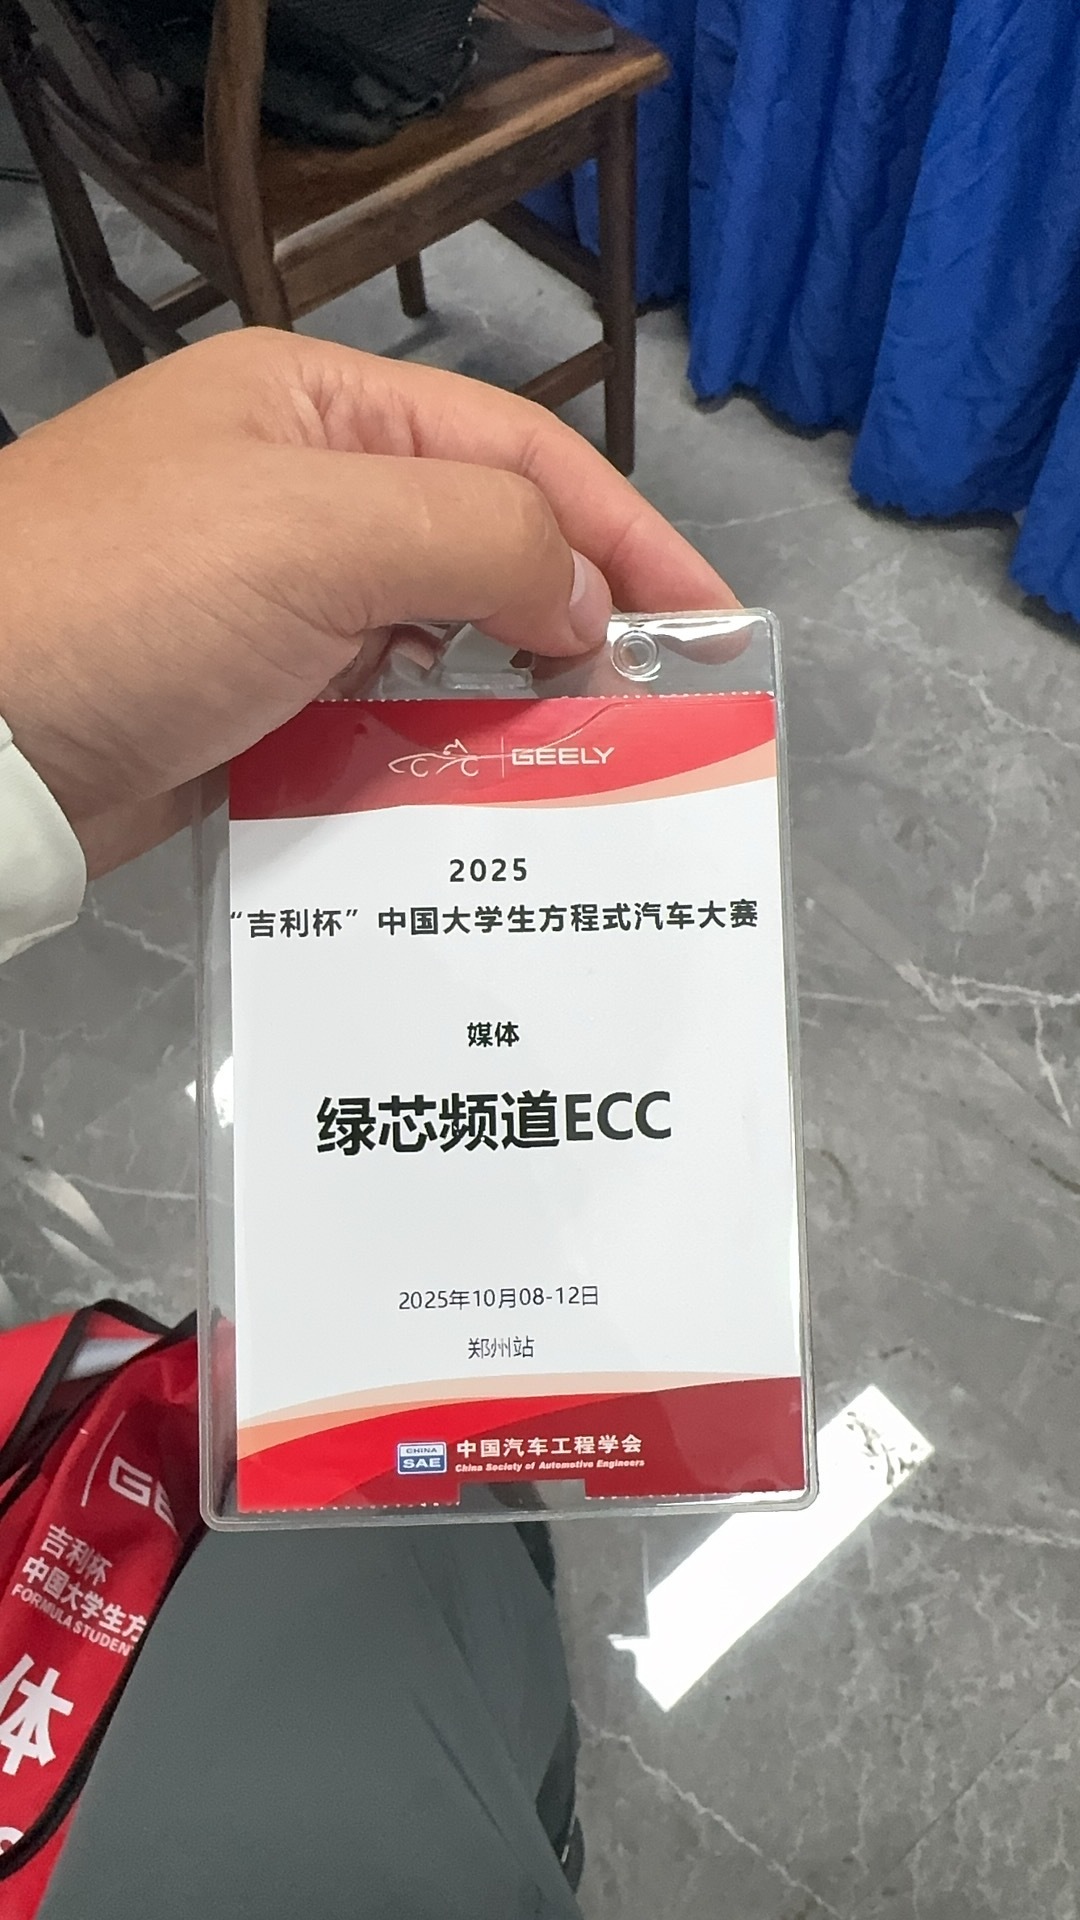 GEELY
2025
“吉利杯” 中国大学生方程式汽车大赛
媒体
绿芯频道ECC
2025年10月08-12日
郑州站
CHINA
SAE
中国汽车工程学会
China Society of Automotive Engineers
吉利杯
中国大学生方
FORMULA STUDEN
体